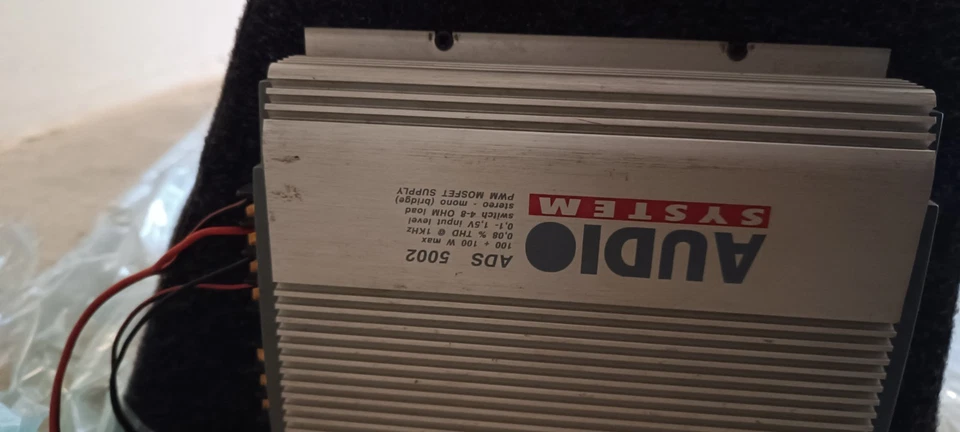 AUDIO
SYSTEM
ADS 5002
100 + 100 W max
0,08 % THD @ 1KHz
0,1- 1,5V input level
switch 4-8 OHM load
stereo - mono (bridge)
PWM MOSFET SUPPLY